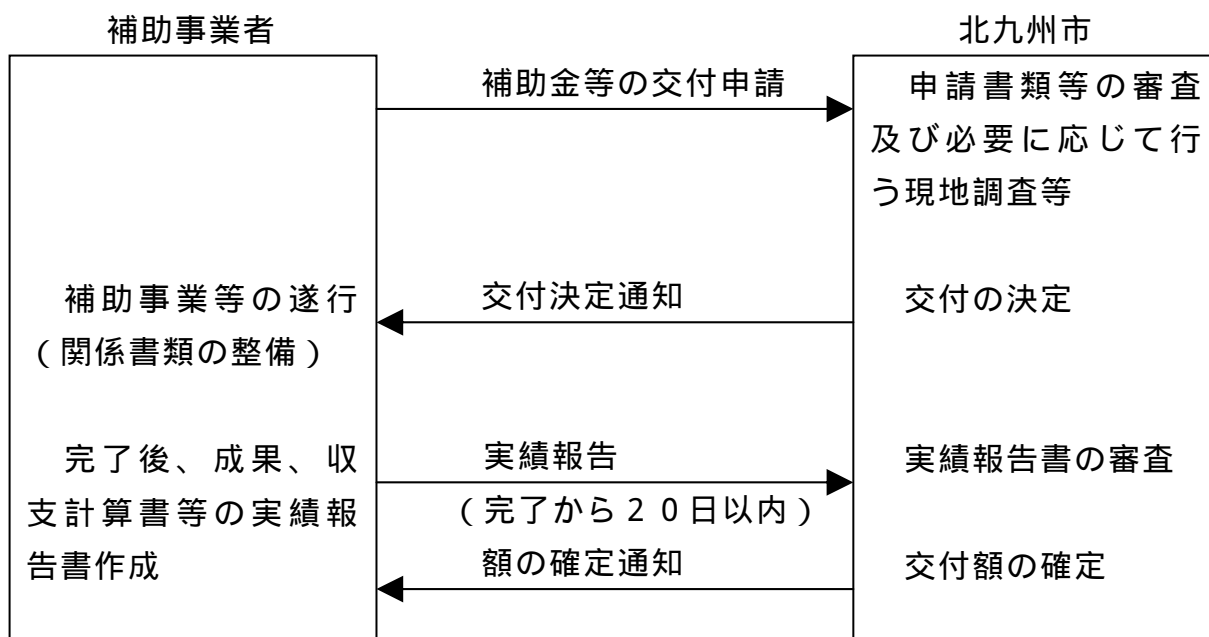 補助事業者
北九州市
補助金等の交付申請
申請書類等の審査
及び必要に応じて行
う現地調査等
補助事業等の遂行
(関係書類の整備)
交付決定通知
交付の決定
完了後、成果、収
支計算書等の実績報
告書作成
実績報告
(完了から20日以内)
額の確定通知
実績報告書の審査
交付額の確定